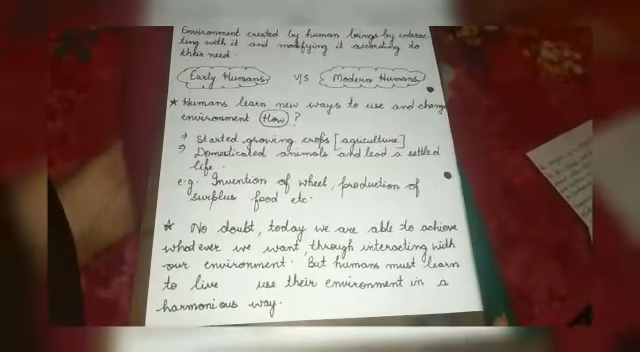 Environment created by human beings by interac-
ting with it and modifying it according to
their need.
Early Humans V/S Modern Humans
★ Humans learn new ways to use and change
environment How ?
→ Started growing crops [agriculture]
→ Domesticated animals and lead a settled
life.
e.g. Invention of wheel, production of
surplus food etc.
★ No doubt, today we are able to achieve
whatever we want, through interacting with
our environment. But humans must learn
to live use their environment in a
harmonious way.